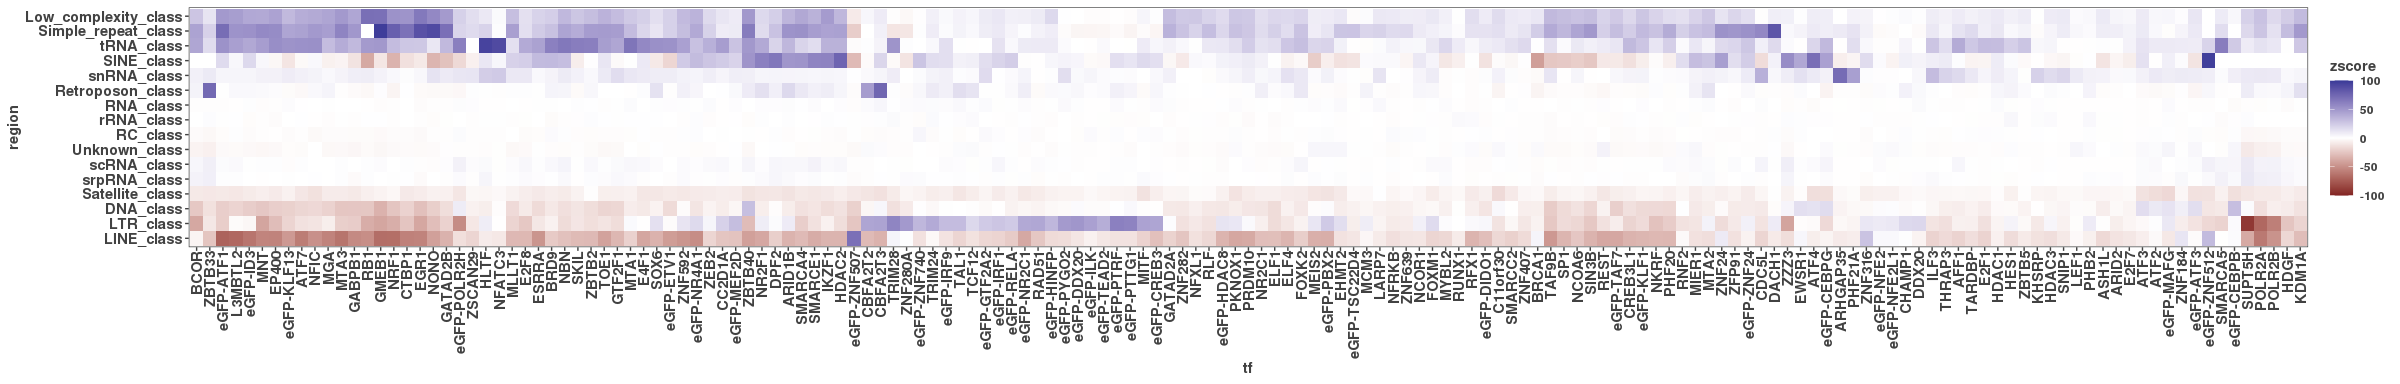 region
Low_complexity_class
Simple_repeat_class
tRNA_class
SINE_class
snRNA_class
Retroposon_class
RNA_class
rRNA_class
RC_class
Unknown_class
scRNA_class
srpRNA_class
Satellite_class
DNA_class
LTR_class
LINE_class
BCOR
ZBTB33
eGFP-ATF1
L3MBTL2
eGFP-ID3
MNT
EP400
eGFP-KLF13
ATF7
NFIC
MGA
MTA3
GABPB1
RB1
GMEB1
NRF1
CTBP1
EGR1
NONO
GATAD2B
eGFP-POLR2H
ZSCAN29
HLTF
NFATC3
MLLT1
E2F8
ESRRA
BRD9
NBN
SKIL
ZBTB2
TOE1
GTF2F1
MTA1
E4F1
SOX6
eGFP-ETV1
ZNF592
eGFP-NR4A1
ZEB2
CC2D1A
eGFP-MEF2D
ZBTB40
NR2F1
DPF2
ARID1B
SMARCA4
SMARCE1
IKZF1
HDAC2
eGFP-ZNF507
CBFA2T2
CBFA2T3
TRIM28
ZNF280A
eGFP-ZNF740
TRIM24
eGFP-IRF9
TAL1
TCF12
eGFP-GTF2A2
eGFP-IRF1
eGFP-RELA
eGFP-NR2C1
RAD51
eGFP-HINFP
eGFP-PYGO2
eGFP-DDX20
eGFP-ILK
eGFP-TEAD2
eGFP-PTRF
eGFP-PTTG1
MITF
eGFP-CREB3
GATAD2A
ZNF282
NFXL1
RLF
eGFP-HDAC8
PKNOX1
PRDM10
NR2C1
ELF1
ELF4
FOXK2
MEIS2
eGFP-PBX2
EHMT2
eGFP-TSC22D4
MCM3
LARP7
NFRKB
ZNF639
NCOR1
FOXM1
MYBL2
RUNX1
RFX1
eGFP-DIDO1
C11orf30
SMARCC2
ZNF407
BRCA1
TAF9B
SP1
NCOA6
SIN3B
REST
eGFP-TAF7
CREB3L1
eGFP-KLF1
NKRF
PHF20
RNF2
MIER1
MTA2
ZNF24
ZFP91
eGFP-ZNF24
CDC5L
DACH1
ZZZ3
EWSR1
ATF4
eGFP-CEBPG
ARHGAP35
PHF21A
ZNF316
eGFP-NFE2
eGFP-NFE2L1
CHAMP1
DDX20
ILF2
THRAP3
AFF1
TARDBP
E2F1
HDAC1
HES1
ZBTB5
KHSRP
HDAC3
SNIP1
LEF1
PHB2
ASH1L
ARID2
E2F7
ATF3
ATF2
eGFP-MAFG
ZNF184
eGFP-ATF3
eGFP-ZNF512
SMARCA5
eGFP-CEBPB
SUPT5H
POLR2A
POLR2B
HDGF
KDM1A
tf
zscore
100
50
0
-50
-100